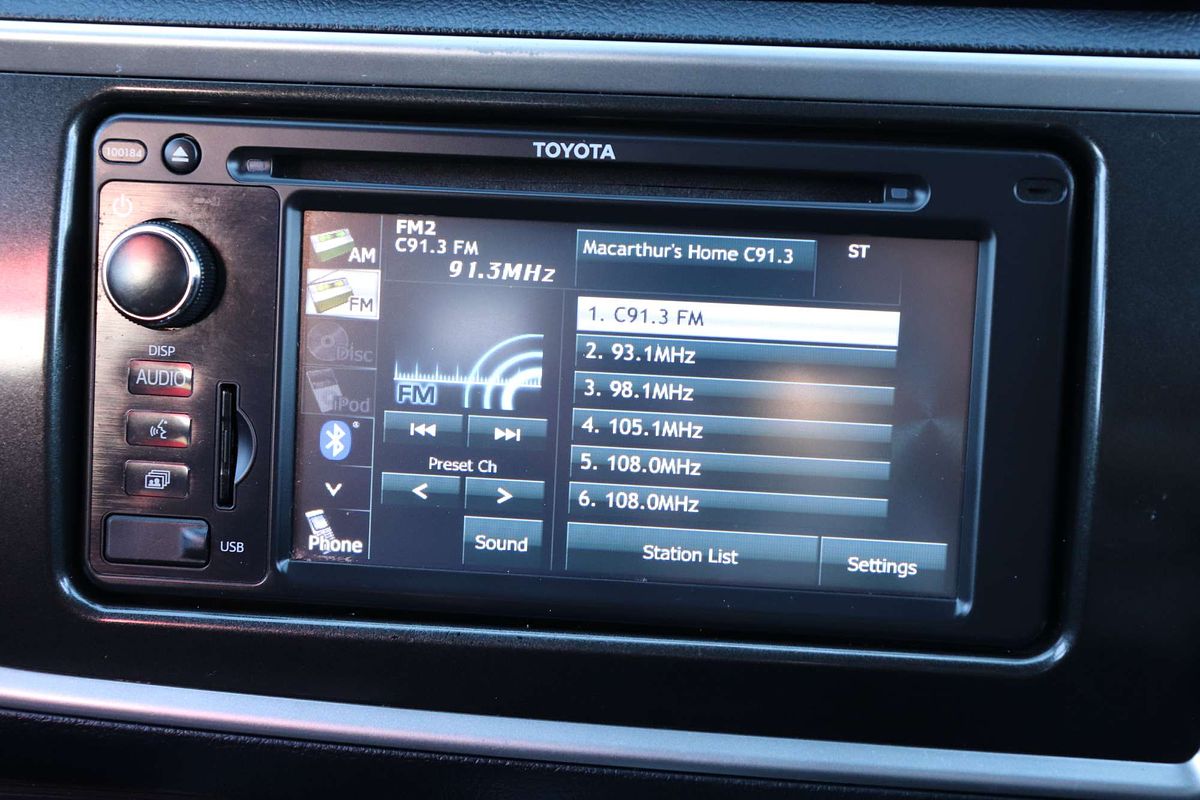 TOYOTA
100184
DISP
AUDIO
USB
AM
FM
Disc
iPod
Phone
FM2
C91.3 FM
91.3MHz
Macarthur's Home C91.3
ST
FM
Preset Ch
<
>
Sound
1. C91.3 FM
2. 93.1MHz
3. 98.1MHz
4. 105.1MHz
5. 108.0MHz
6. 108.0MHz
Station List
Settings